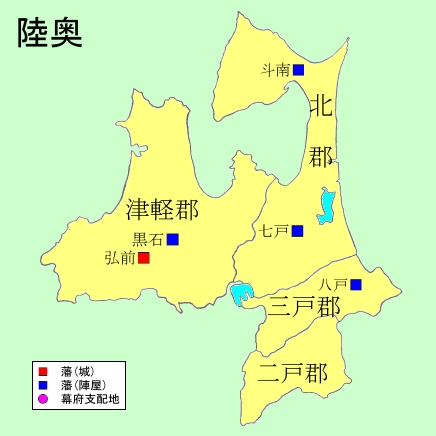 陸奥
斗南
北
郡
津軽郡
黒石
弘前
七戸
八戸
三戸郡
二戸郡
藩(城)
藩(陣屋)
幕府支配地